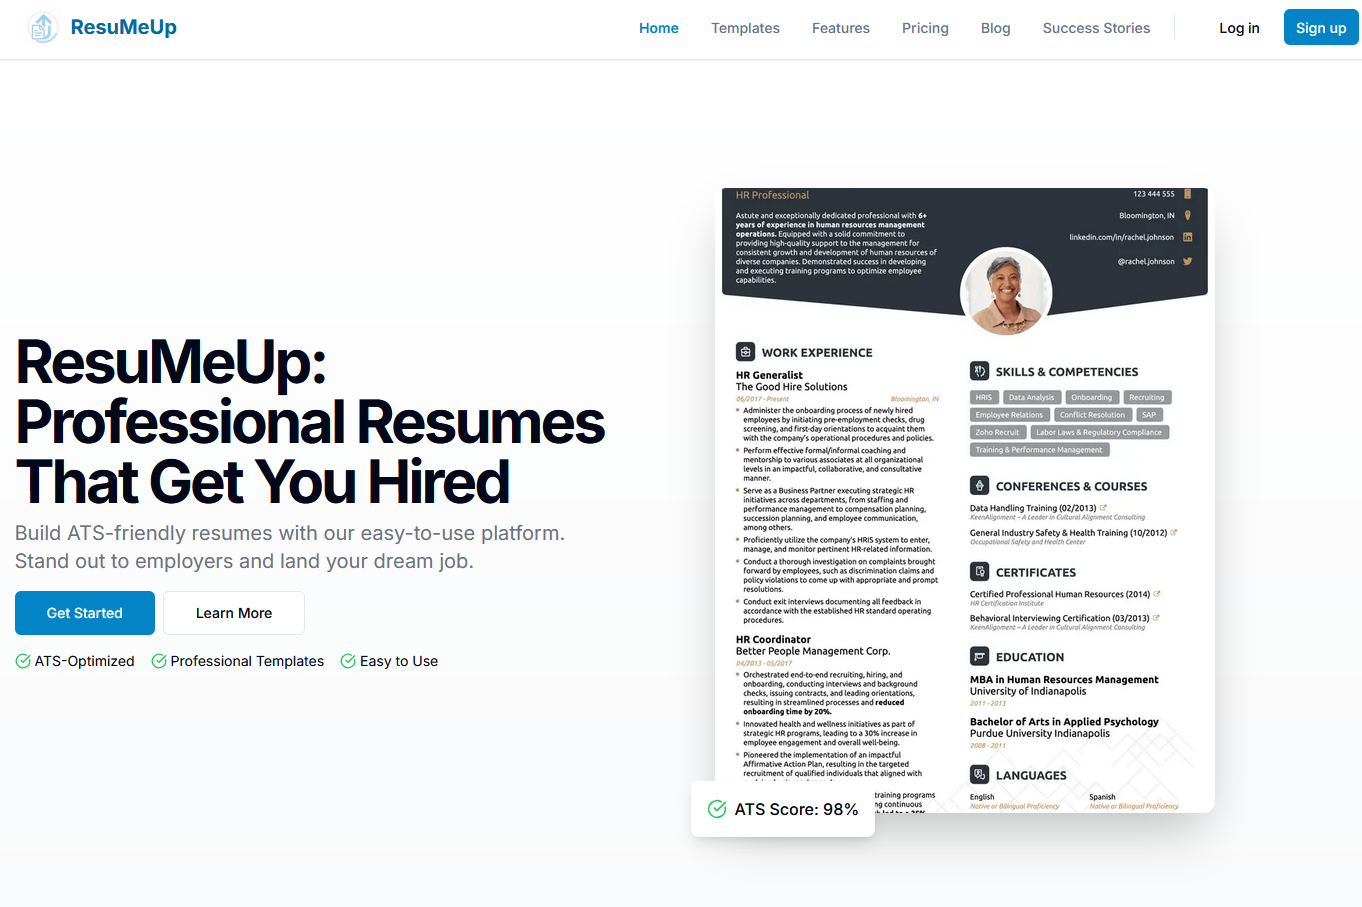 ResuMeUp
Home
Templates
Features
Pricing
Blog
Success Stories
Log in
Sign up
ResuMeUp:
Professional Resumes
That Get You Hired
Build ATS-friendly resumes with our easy-to-use platform.
Stand out to employers and land your dream job.
Get Started
Learn More
ATS-Optimized
Professional Templates
Easy to Use
HR Professional
Astute and exceptionally dedicated professional with 6+
years of experience in human resources management
operations. Equipped with a solid commitment to
providing high-quality support to the management for
consistent growth and development of human resources of
diverse companies. Demonstrated success in developing
and executing training programs to optimize employee
capabilities.
123 444 555
Bloomington, IN
linkedin.com/in/rachel.johnson
@rachel.johnson
WORK EXPERIENCE
HR Generalist
The Good Hire Solutions
06/2017 - Present
Bloomington, IN
Administer the onboarding process of newly hired
employees by initiating pre-employment checks, drug
screening, and first-day orientations to acquaint them
with the company's operational procedures and policies.
Perform effective formal/informal coaching and
mentorship to various associates at all organizational
levels in an impactful, collaborative, and consultative
manner.
Serve as a Business Partner executing strategic HR
initiatives across departments, from staffing and
performance management to compensation planning,
succession planning, and employee communication,
among others.
Proficiently utilize the company's HRIS system to enter,
manage, and monitor pertinent HR-related information.
Conduct a thorough investigation on complaints brought
forward by employees, such as discrimination claims and
policy violations to come up with appropriate and prompt
resolutions.
Conduct exit interviews documenting all feedback in
accordance with the established HR standard operating
procedures.
HR Coordinator
Better People Management Corp.
04/2013 - 05/2017
Orchestrated end-to-end recruiting, hiring, and
onboarding, conducting interviews and background
checks, issuing contracts, and leading orientations,
resulting in streamlined processes and reduced
onboarding time by 20%.
Innovated health and wellness initiatives as part of
strategic HR programs, leading to a 30% increase in
employee engagement and overall well-being.
Pioneered the implementation of an impactful
Affirmative Action Plan, resulting in the targeted
recruitment of qualified individuals that aligned with
training programs
continuous
SKILLS & COMPETENCIES
HRIS
Data Analysis
Onboarding
Recruiting
Employee Relations
Conflict Resolution
SAP
Zoho Recruit
Labor Laws & Regulatory Compliance
Training & Performance Management
CONFERENCES & COURSES
Data Handling Training (02/2013)
KeenAlignment – A Leader in Cultural Alignment Consulting
General Industry Safety & Health Training (10/2012)
Occupational Safety and Health Center
CERTIFICATES
Certified Professional Human Resources (2014)
HR Certification Institute
Behavioral Interviewing Certification (03/2013)
KeenAlignment – A Leader in Cultural Alignment Consulting
EDUCATION
MBA in Human Resources Management
University of Indianapolis
2011 - 2013
Bachelor of Arts in Applied Psychology
Purdue University Indianapolis
2008 - 2011
LANGUAGES
English
Native or Bilingual Proficiency
Spanish
Native or Bilingual Proficiency
ATS Score: 98%